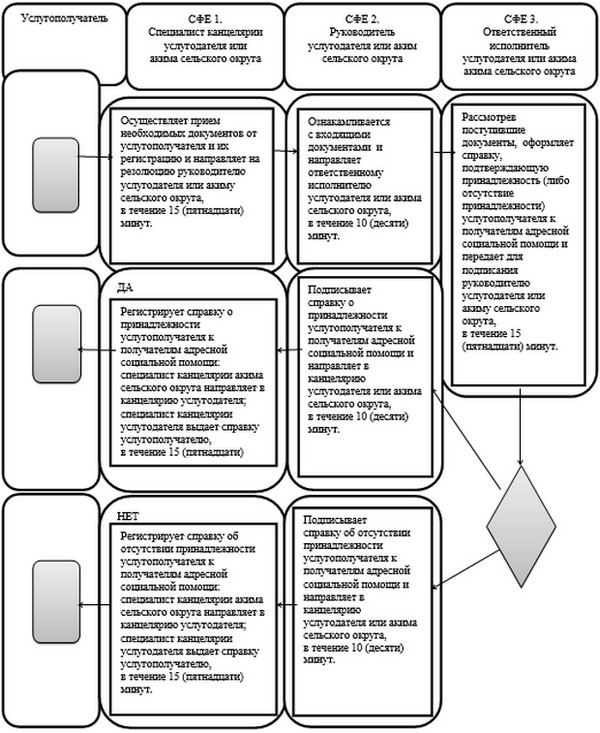 Услугополучатель
СФЕ 1.
Специалист канцелярии
услугодателя или
акима сельского округа
СФЕ 2.
Руководитель
услугодателя или аким
сельского округа
СФЕ 3.
Ответственный
исполнитель
услугодателя или акима
акима сельского округа
Осуществляет прием
необходимых документов от
услугополучателя и их
регистрацию и направляет на
резолюцию руководителю
услугодателя или акиму
сельского округа,
в течение 15 (пятнадцати)
минут.
Ознакамливается
с входящими
документами и
направляет
ответственному
исполнителю
услугодателя или акима
сельского округа,
в течение 10 (десяти)
минут.
Рассмотрев
поступившие
документы, оформляет
справку,
подтверждающую
принадлежность (либо
отсутствие
принадлежности)
услугополучателя к
получателям адресной
социальной помощи и
передает для
подписания
руководителю
услугодателя или
акиму сельского
округа,
в течение 15
(пятнадцати) минут.
ДА
Регистрирует справку о
принадлежности
услугополучателя к
получателям адресной
социальной помощи:
специалист канцелярии акима
сельского округа направляет в
канцелярию услугодателя;
специалист канцелярии
услугодателя выдает справку
услугополучателю,
в течение 15 (пятнадцати)
Подписывает
справку о
принадлежности
услугополучателя к
получателям адресной
социальной помощи и
направляет в
канцелярию
услугодателя или акима
сельского округа,
в течение 10 (десяти)
минут.
НЕТ
Регистрирует справку об
отсутствии принадлежности
услугополучателя к
получателям адресной
социальной помощи:
специалист канцелярии акима
сельского округа направляет в
канцелярию услугодателя;
специалист канцелярии
услугодателя выдает справку
услугополучателю,
в течение 15 (пятнадцати)
минут.
Подписывает
справку об отсутствии
принадлежности
услугополучателя к
получателям адресной
социальной помощи и
направляет в
канцелярию
услугодателя или акима
сельского округа,
в течение 10 (десяти)
минут.